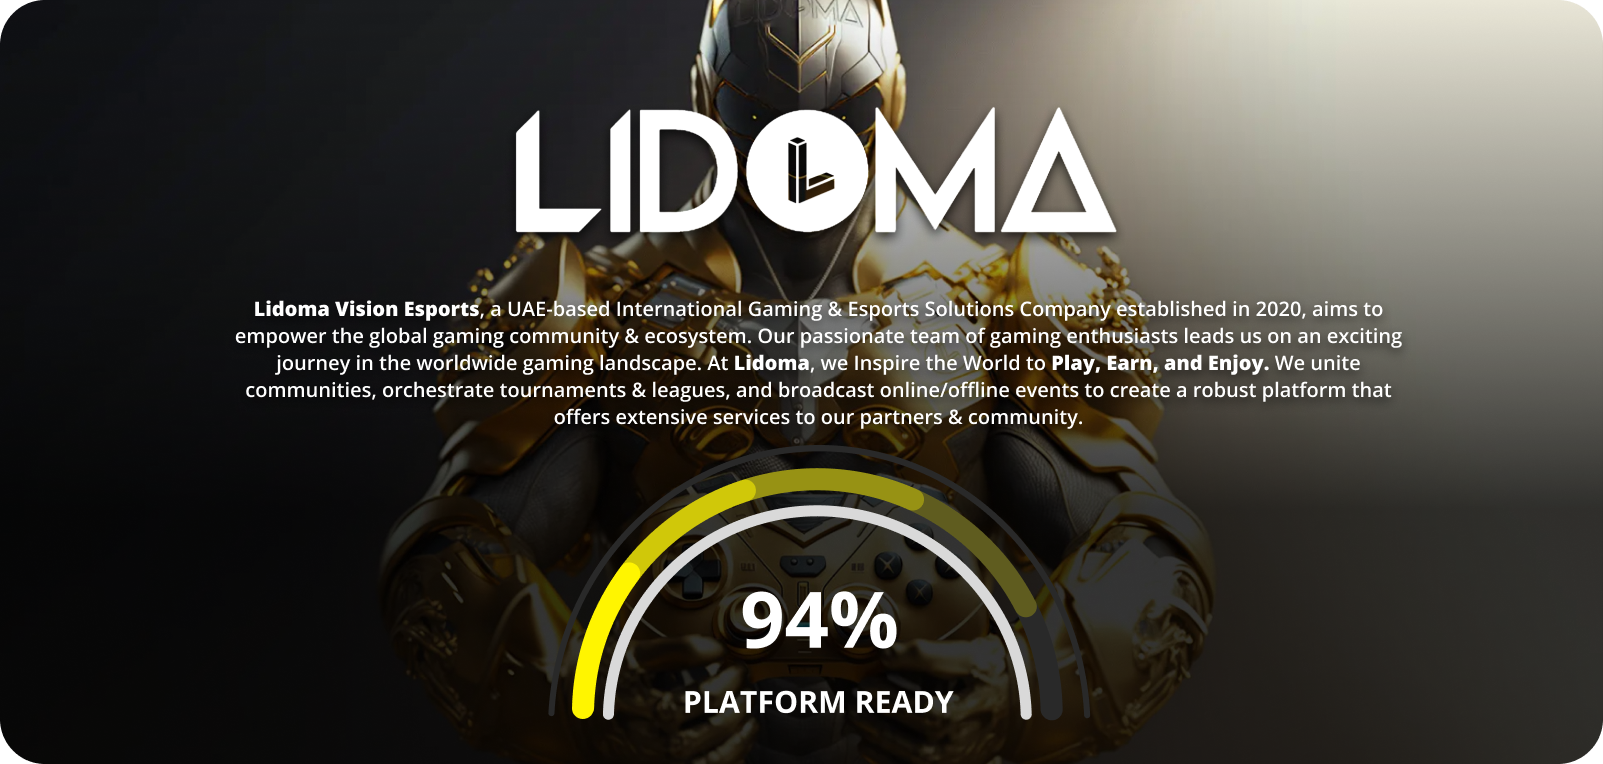 LIDOMA
LIDOMA
Lidoma Vision Esports, a UAE-based International Gaming & Esports Solutions Company established in 2020, aims to
empower the global gaming community & ecosystem. Our passionate team of gaming enthusiasts leads us on an exciting
journey in the worldwide gaming landscape. At Lidoma, we Inspire the World to Play, Earn, and Enjoy. We unite
communities, orchestrate tournaments & leagues, and broadcast online/offline events to create a robust platform that
offers extensive services to our partners & community.
94%
PLATFORM READY